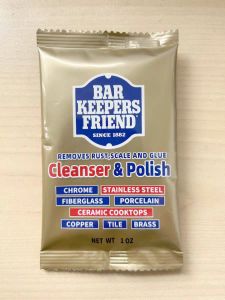 BAR
KEEPERS
FRIEND
SINCE 1882
REMOVES RUST,SCALE AND GLUE
Cleanser & Polish
CHROME STAINLESS STEEL
FIBERGLASS PORCELAIN
CERAMIC COOKTOPS
COPPER TILE BRASS
NET WT 1 OZ